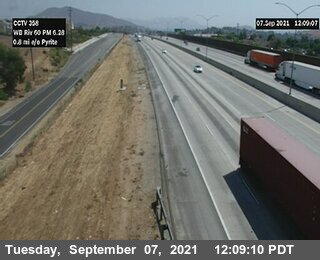 CCTV 358
WB Riv 60 PM 6.28
0.8 mi e/o Pyrite
07.Sep 2021 12:09:07
Tuesday, September 07, 2021 12:09:10 PDT